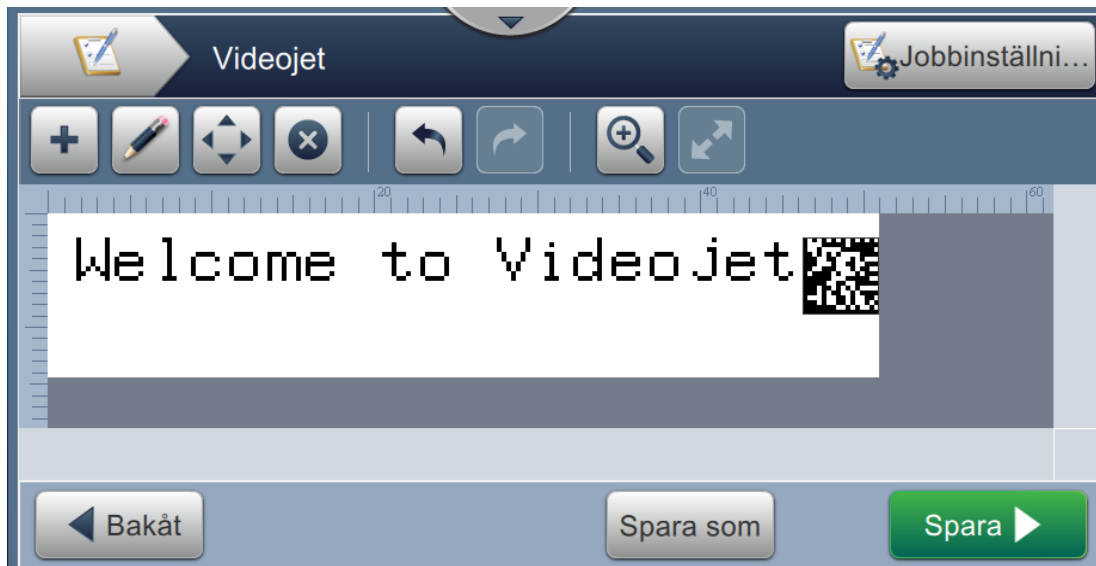 Videojet
Jobbinställni...
20
40
60
Welcome to Videojet
Bakåt
Spara som
Spara